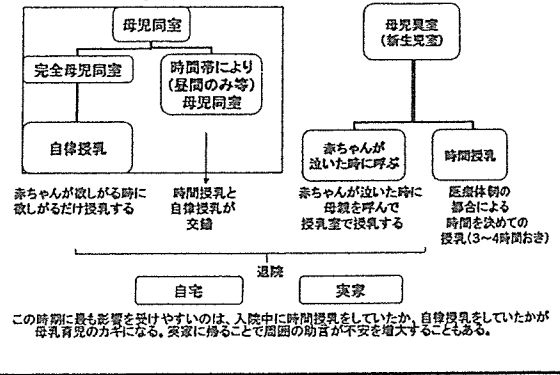 母児同室
母児異室
(新生児室)
完全母児同室
時間帯により
(昼間のみ等)
母児同室
自律授乳
赤ちゃんが
泣いた時に呼ぶ
時間授乳
赤ちゃんが欲しがる時に
欲しがるだけ授乳する
時間授乳と
自律授乳が
交錯
赤ちゃんが泣いた時に
母親を呼んで
授乳室で授乳する
医療体制の
都合による
時間を決めての
授乳(3〜4時間おき)
退院
自宅
実家
この時期に最も影響を受けやすいのは、入院中に時間授乳をしていたか、自律授乳をしていたかが
母乳育児のカギになる。実家に帰ることで周囲の助言が不安を増大することもある。